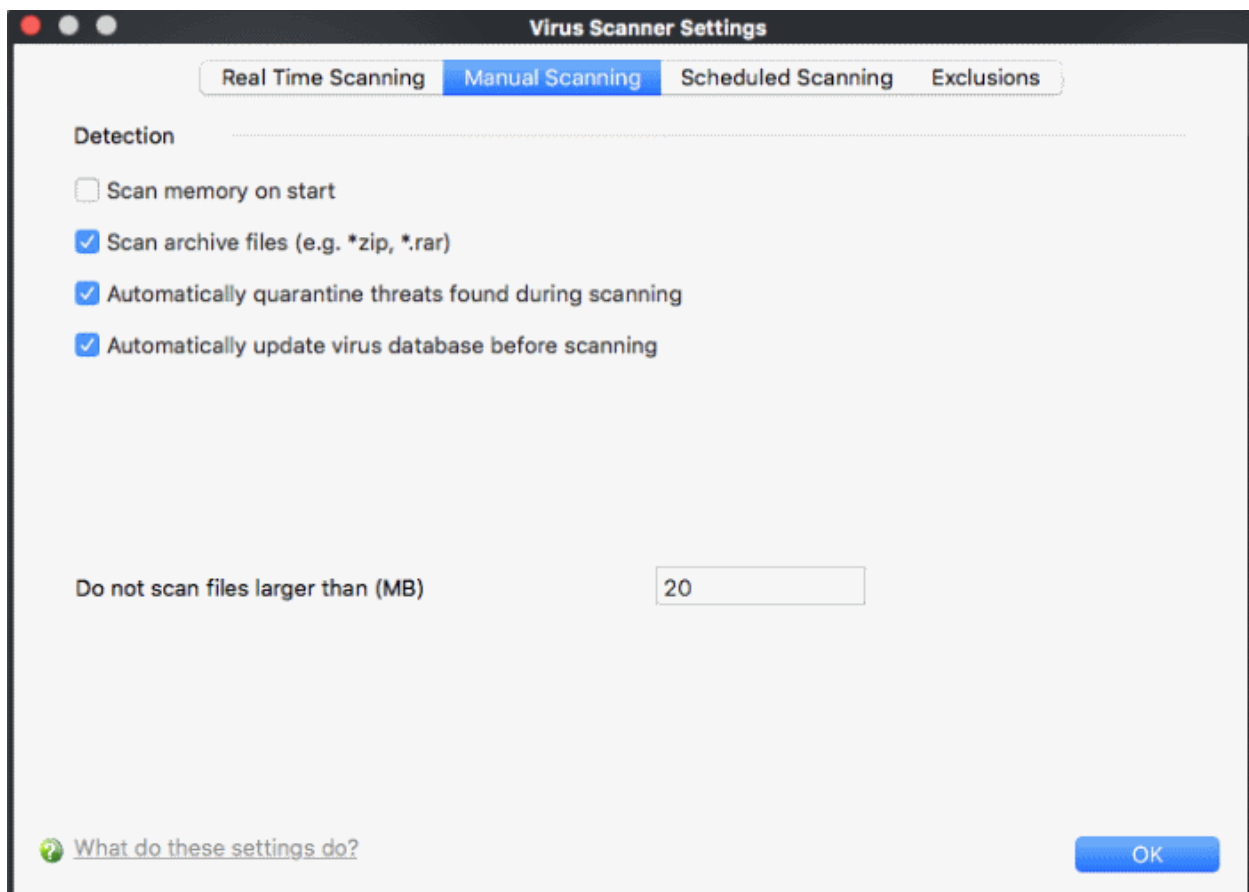 Virus Scanner Settings
Real Time Scanning Manual Scanning Scheduled Scanning Exclusions
Detection
Scan memory on start
Scan archive files (e.g. *zip, *.rar)
Automatically quarantine threats found during scanning
Automatically update virus database before scanning
Do not scan files larger than (MB) 20
What do these settings do? OK